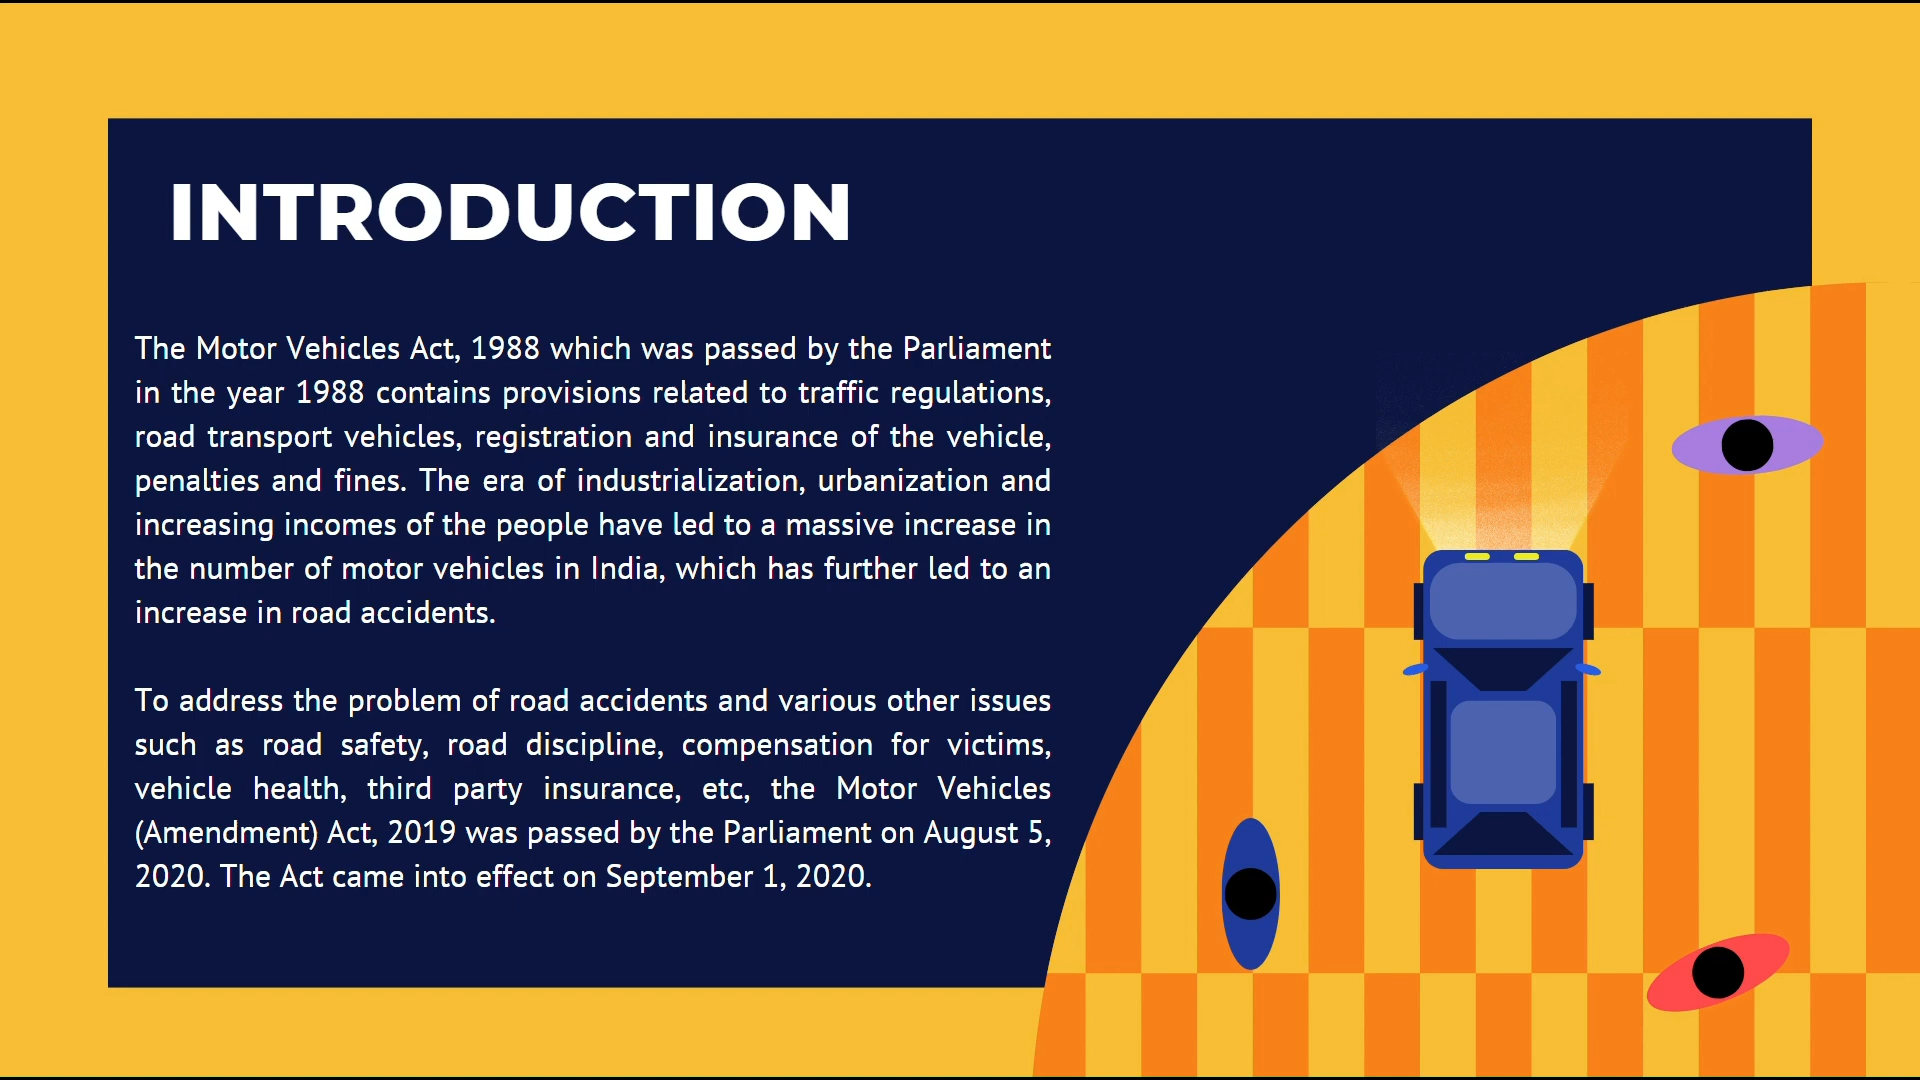 INTRODUCTION
The Motor Vehicles Act, 1988 which was passed by the Parliament
in the year 1988 contains provisions related to traffic regulations,
road transport vehicles, registration and insurance of the vehicle,
penalties and fines. The era of industrialization, urbanization and
increasing incomes of the people have led to a massive increase in
the number of motor vehicles in India, which has further led to an
increase in road accidents.
To address the problem of road accidents and various other issues
such as road safety, road discipline, compensation for victims,
vehicle health, third party insurance, etc, the Motor Vehicles
(Amendment) Act, 2019 was passed by the Parliament on August 5,
2020. The Act came into effect on September 1, 2020.